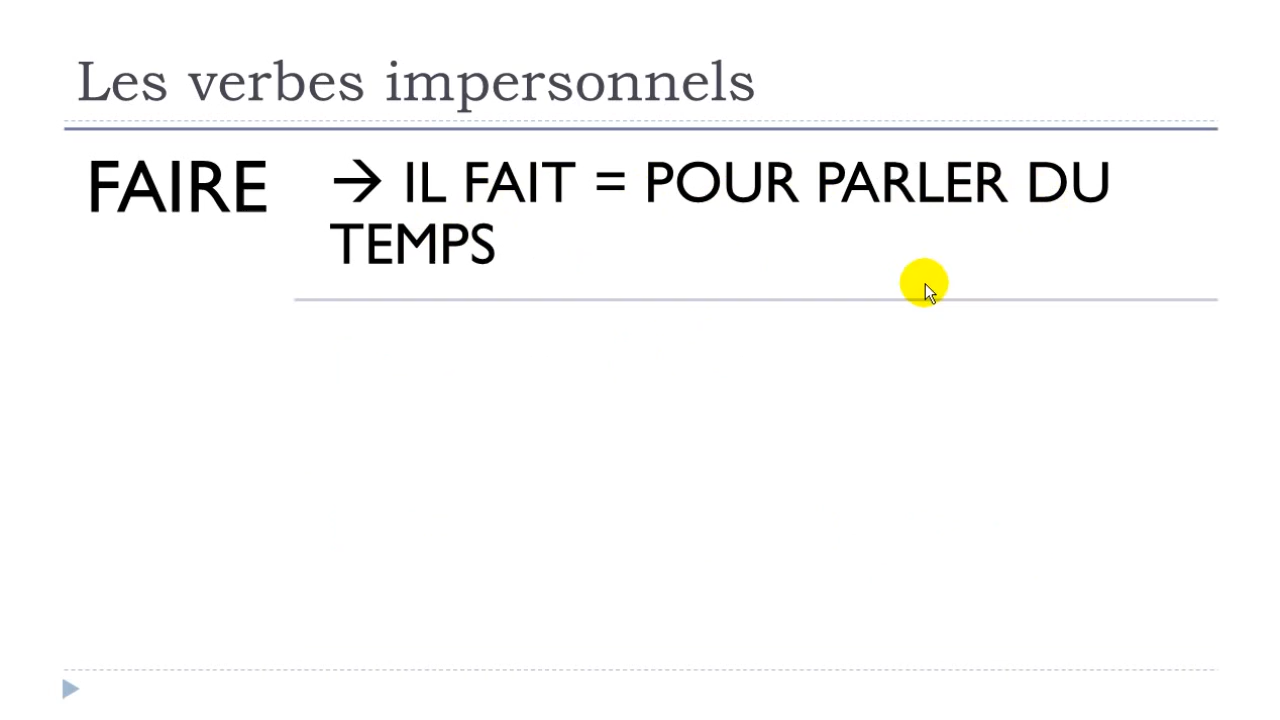 Les verbes impersonnels
FAIRE
→ IL FAIT = POUR PARLER DU
TEMPS